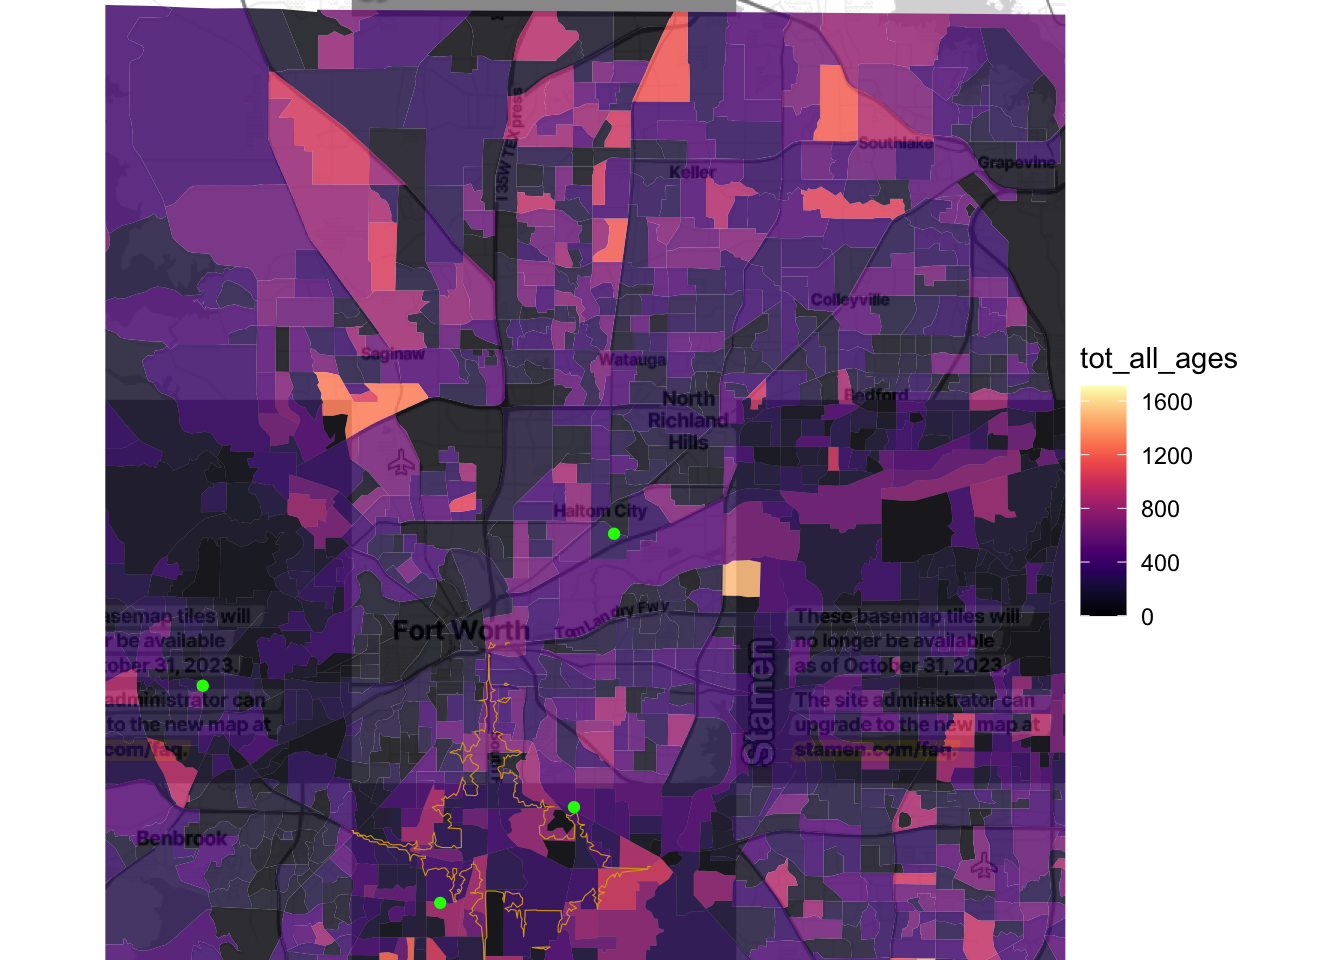 I 35W TEXpress
Southlake
Grapevine
Keller
Colleyville
Saginaw
Watauga
Bedford
North
Richland
Hills
Haltom City
Fort Worth
Tom Landry Fwy
Benbrook
asemap tiles will
r be available
tober 31, 2023.
administrator can
to the new map at
com/faq.
Stamen
These basemap tiles will
no longer be available
as of October 31, 2023.
The site administrator can
upgrade to the new map at
stamen.com/faq.
tot_all_ages
1600
1200
800
400
0